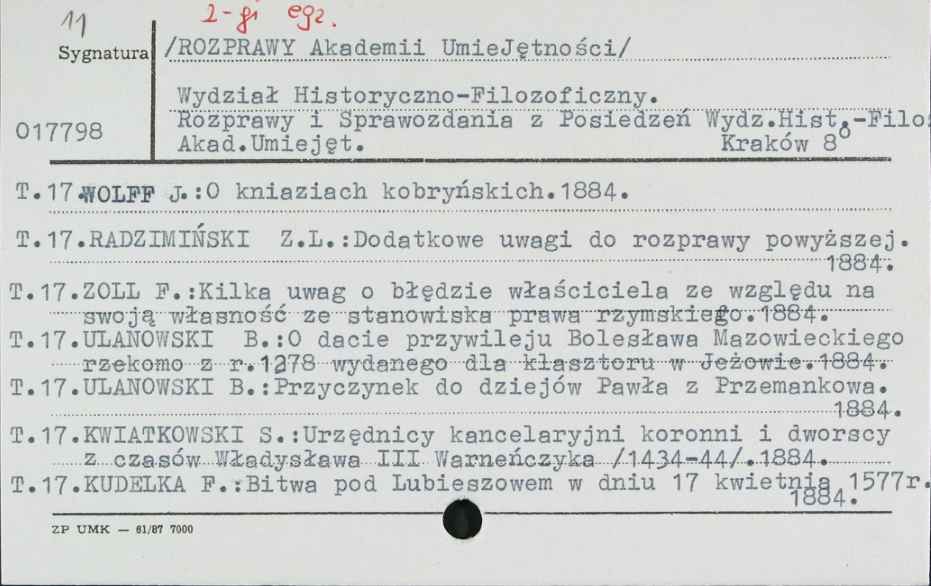 11
2-gi egz.
Sygnatura
/ROZPRAWY Akademii UmieJętności/
Wydział Historyczno-Filozoficzny.
017798
Rozprawy i Sprawozdania z Posiedzeń Wydz.Hist.-Filo
Akad.Umiejęt. Kraków 8°
T.17.WOLFF J.:O kniaziach kobryńskich.1884.
T.17.RADZIMIŃSKI Z.L.:Dodatkowe uwagi do rozprawy powyższej.
1884.
T.17.ZOLL F.:Kilka uwag o błędzie właściciela ze względu na
swoją własność ze stanowiska prawa rzymskiego.1884.
T.17.ULANOWSKI B.:O dacie przywileju Bolesława Mazowieckiego
rzekomo z r.1278 wydanego dla klasztoru w Jeżowie.1884.
T.17.ULANOWSKI B.:Przyczynek do dziejów Pawła z Przemankowa.
1884.
T.17.KWIATKOWSKI S.:Urzędnicy kancelaryjni koronni i dworscy
z czasów Władysława III Warneńczyka /1434-44/.1884.
T.17.KUDELKA F.:Bitwa pod Lubieszowem w dniu 17 kwietnia 1577r.
1884.
ZP UMK — 61/87 7000